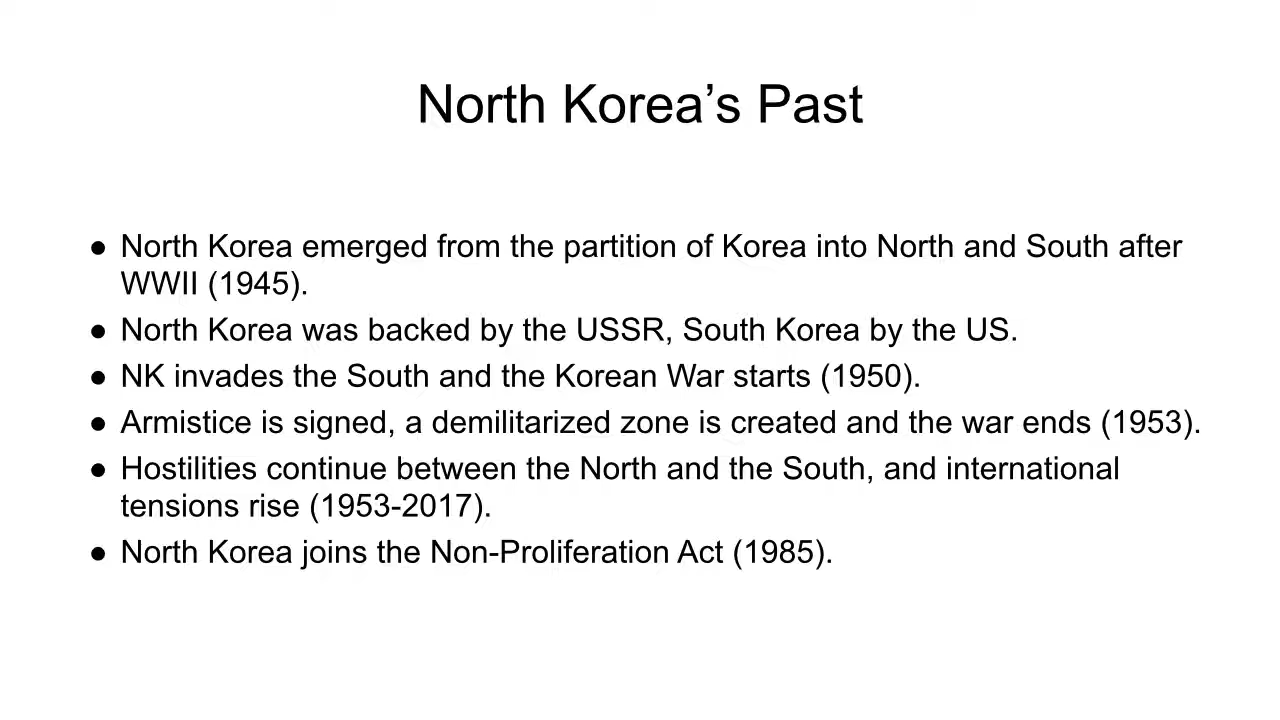 North Korea’s Past
● North Korea emerged from the partition of Korea into North and South after
WWII (1945).
● North Korea was backed by the USSR, South Korea by the US.
● NK invades the South and the Korean War starts (1950).
● Armistice is signed, a demilitarized zone is created and the war ends (1953).
● Hostilities continue between the North and the South, and international
tensions rise (1953-2017).
● North Korea joins the Non-Proliferation Act (1985).